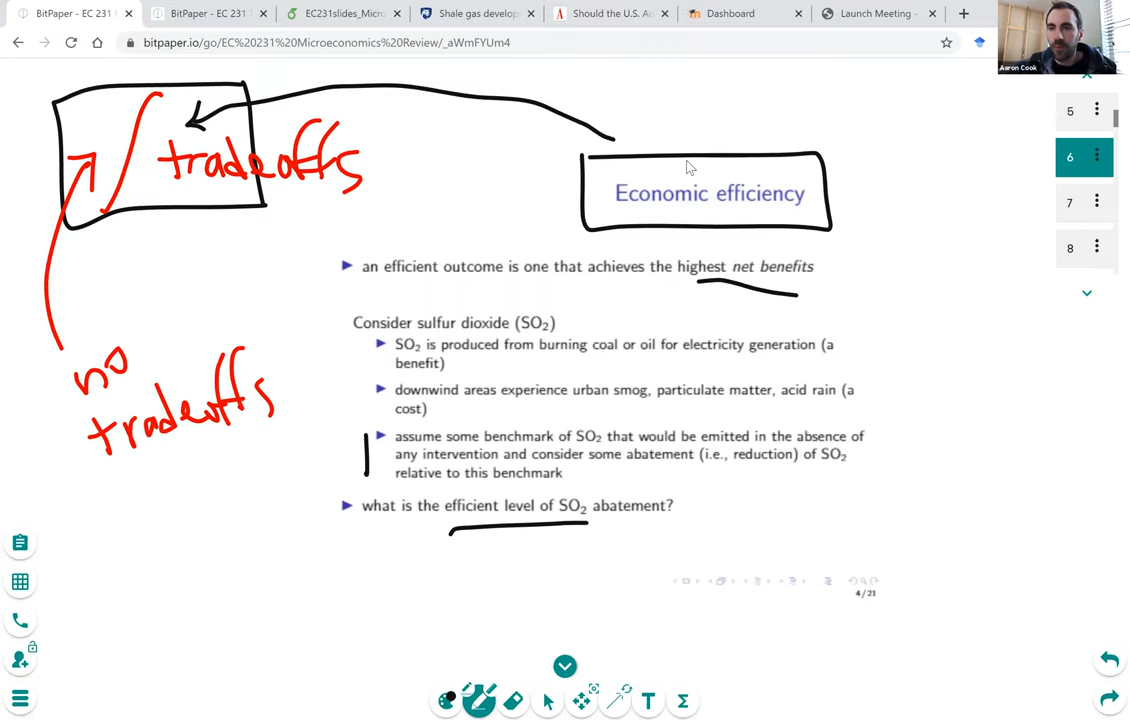 BitPaper - EC 231 M
BitPaper - EC 231 T
EC231slides_Micro
Shale gas develop
Should the U.S. A
Dashboard
Launch Meeting -
bitpaper.io/go/EC%20231%20Microeconomics%20Review/_aWmFYUm4
Aaron Cook
5
6
7
8
tradeoffs
Economic efficiency
an efficient outcome is one that achieves the highest net benefits
Consider sulfur dioxide (SO₂)
SO₂ is produced from burning coal or oil for electricity generation (a
benefit)
downwind areas experience urban smog, particulate matter, acid rain (a
cost)
assume some benchmark of SO₂ that would be emitted in the absence of
any intervention and consider some abatement (i.e., reduction) of SO₂
relative to this benchmark
what is the efficient level of SO₂ abatement?
no
tradeoffs
4/21
T
Σ